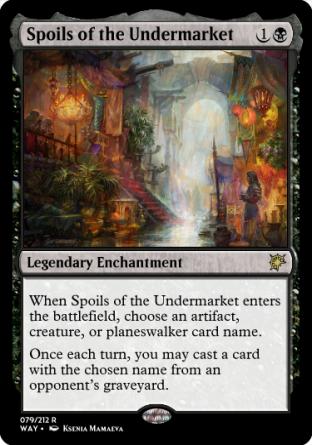 Spoils of the Undermarket 1
Legendary Enchantment
When Spoils of the Undermarket enters
the battlefield, choose an artifact,
creature, or planeswalker card name.
Once each turn, you may cast a card
with the chosen name from an
opponent's graveyard.
079/212 R
WAY • Ksenia Mamaeva